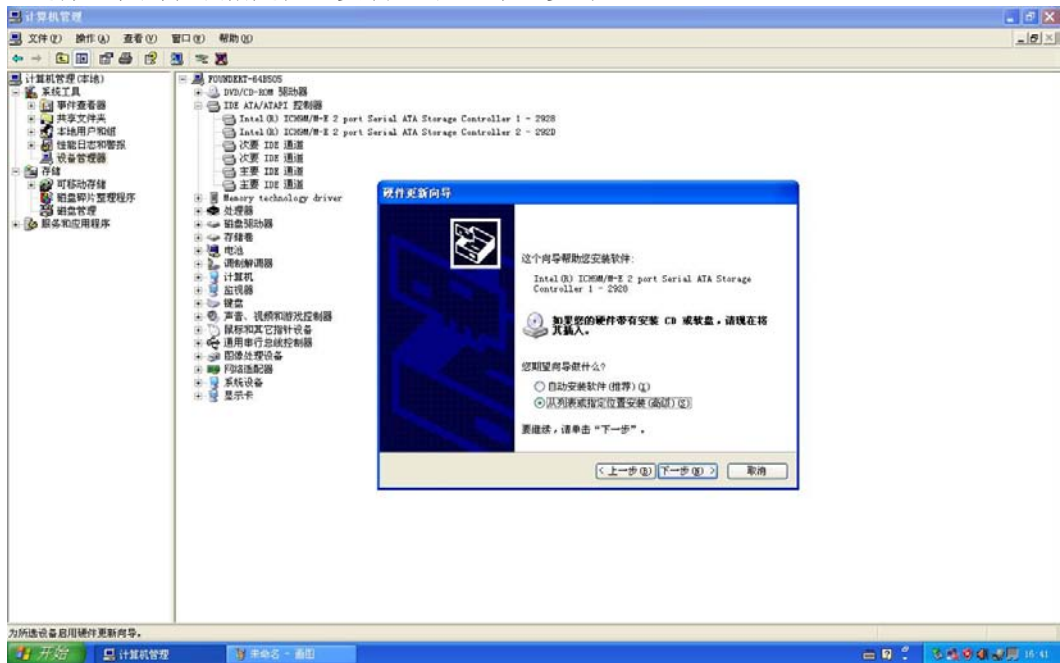 计算机管理
文件(F) 操作(A) 查看(V) 窗口(W) 帮助(H)
计算机管理(本地)
系统工具
事件查看器
共享文件夹
本地用户和组
性能日志和警报
设备管理器
存储
可移动存储
磁盘碎片整理程序
磁盘管理
服务和应用程序
FOUNDERT-64B505
DVD/CD-ROM 驱动器
IDE ATA/ATAPI 控制器
Intel(R) ICH9M/M-E 2 port Serial ATA Storage Controller 1 - 2928
Intel(R) ICH9M/M-E 2 port Serial ATA Storage Controller 2 - 292D
次要 IDE 通道
次要 IDE 通道
主要 IDE 通道
主要 IDE 通道
Memory technology driver
处理器
磁盘驱动器
存储卷
电池
调制解调器
计算机
监视器
键盘
声音、视频和游戏控制器
鼠标和其它指针设备
通用串行总线控制器
图像处理设备
网络适配器
系统设备
显示卡
硬件更新向导
这个向导帮助您安装软件:
Intel(R) ICH9M/M-E 2 port Serial ATA Storage
Controller 1 - 2928
如果您的硬件带有安装 CD 或软盘，请现在将
其插入。
您期望向导做什么?
自动安装软件(推荐)(I)
从列表或指定位置安装(高级)(S)
要继续，请单击“下一步”。
< 上一步(B) 下一步(N) > 取消
为所选设备启用硬件更新向导。
开始 计算机管理 未命名 - 画图 16:41